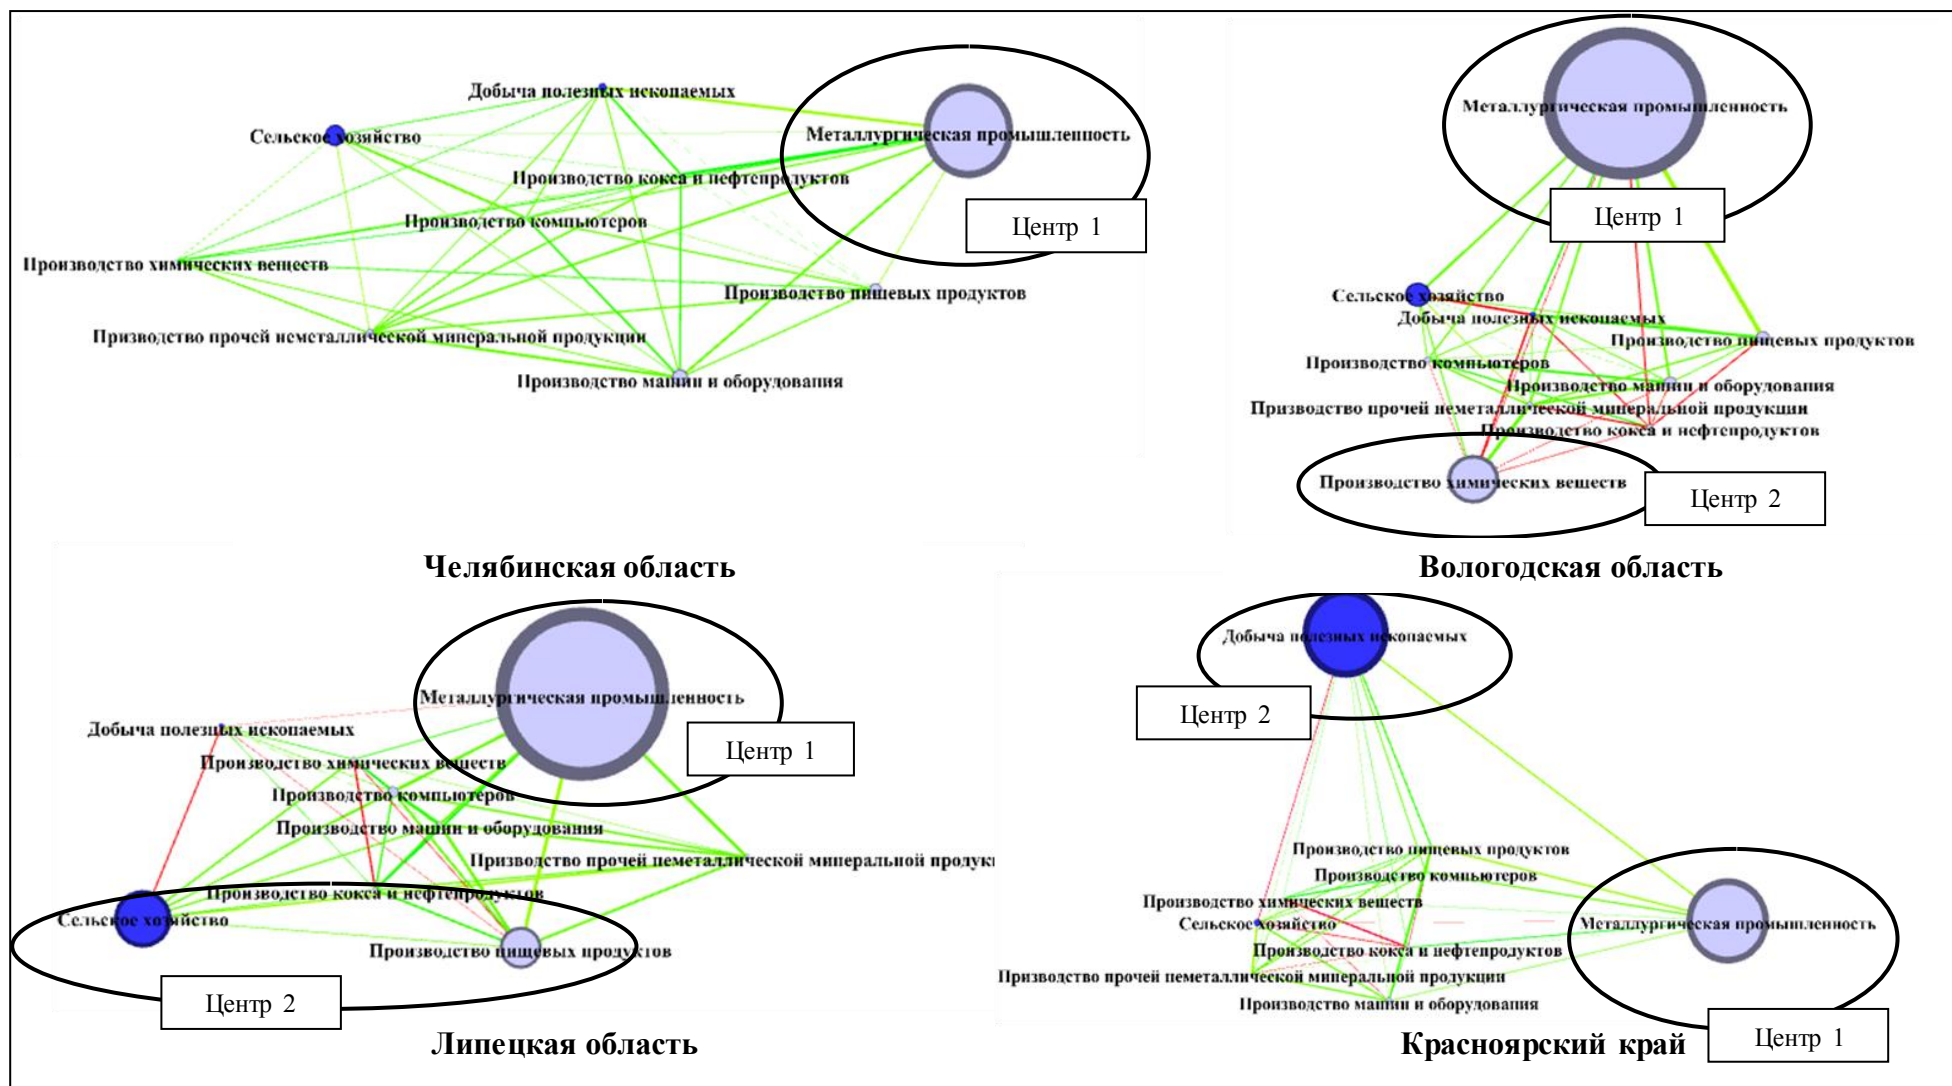 Добыча полезных ископаемых
Сельское хозяйство
Металлургическая промышленность
Производство кокса и нефтепродуктов
Производство компьютеров
Центр 1
Производство химических веществ
Производство пищевых продуктов
Призводство прочей неметаллической минеральной продукции
Производство машин и оборудования
Челябинская область
Металлургическая промышленность
Центр 1
Сельское хозяйство
Добыча полезных ископаемых
Производство пищевых продуктов
Производство компьютеров
Производство машин и оборудования
Призводство прочей неметаллической минеральной продукции
Производство кокса и нефтепродуктов
Производство химических веществ
Центр 2
Вологодская область
Металлургическая промышленность
Добыча полезных ископаемых
Центр 1
Производство химических веществ
Производство компьютеров
Производство машин и оборудования
Призводство прочей неметаллической минеральной продукц
Производство кокса и нефтепродуктов
Сельское хозяйство
Производство пищевых продуктов
Центр 2
Липецкая область
Добыча полезных ископаемых
Центр 2
Производство пищевых продуктов
Производство компьютеров
Производство химических веществ
Сельское хозяйство
Металлургическая промышленность
Производство кокса и нефтепродуктов
Призводство прочей неметаллической минеральной продукции
Производство машин и оборудования
Центр 1
Красноярский край